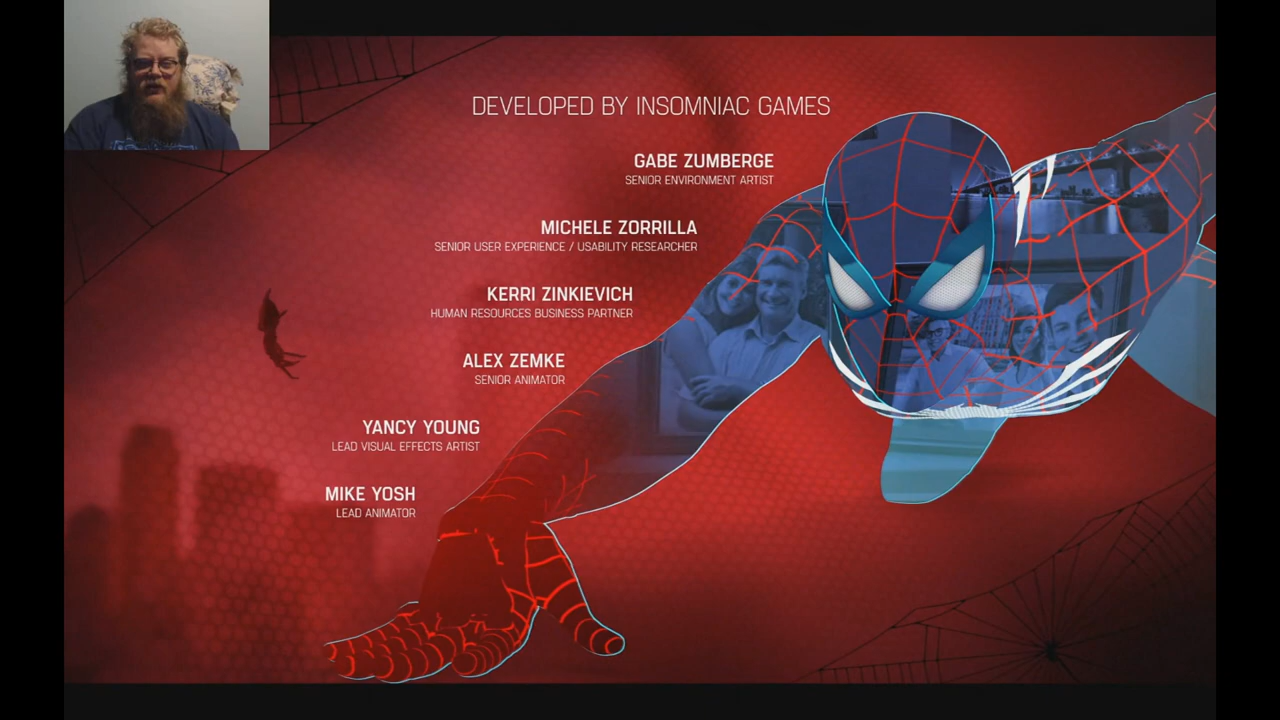 DEVELOPED BY INSOMNIAC GAMES
GABE ZUMBERGE
SENIOR ENVIRONMENT ARTIST
MICHELE ZORRILLA
SENIOR USER EXPERIENCE / USABILITY RESEARCHER
KERRI ZINKIEVICH
HUMAN RESOURCES BUSINESS PARTNER
ALEX ZEMKE
SENIOR ANIMATOR
YANCY YOUNG
LEAD VISUAL EFFECTS ARTIST
MIKE YOSH
LEAD ANIMATOR